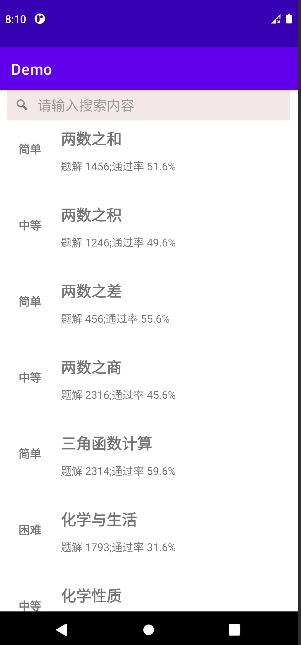 8:10
Demo
请输入搜索内容
简单
两数之和
题解 1456;通过率 51.6%
中等
两数之积
题解 1246;通过率 49.6%
简单
两数之差
题解 456;通过率 55.6%
中等
两数之商
题解 2316;通过率 45.6%
简单
三角函数计算
题解 2314;通过率 59.6%
困难
化学与生活
题解 1793;通过率 31.6%
中等
化学性质